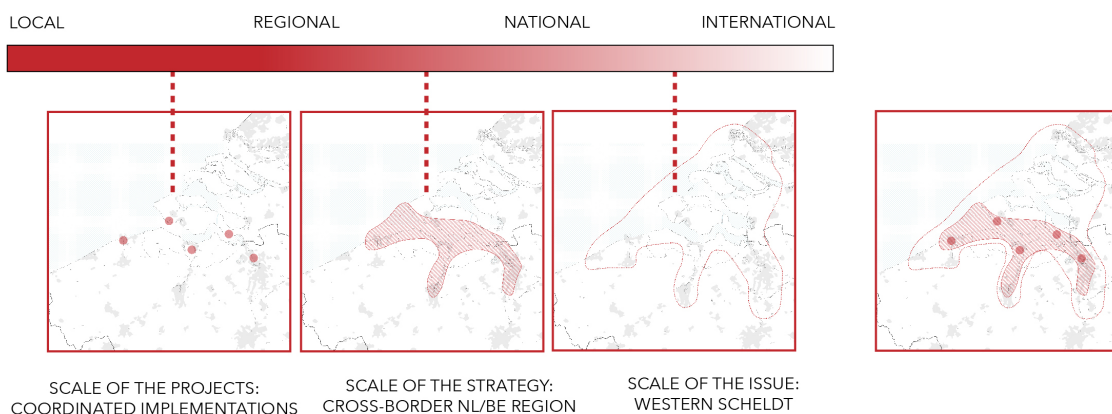 LOCAL REGIONAL NATIONAL INTERNATIONAL
SCALE OF THE PROJECTS:
COORDINATED IMPLEMENTATIONS
SCALE OF THE STRATEGY:
CROSS-BORDER NL/BE REGION
SCALE OF THE ISSUE:
WESTERN SCHELDT